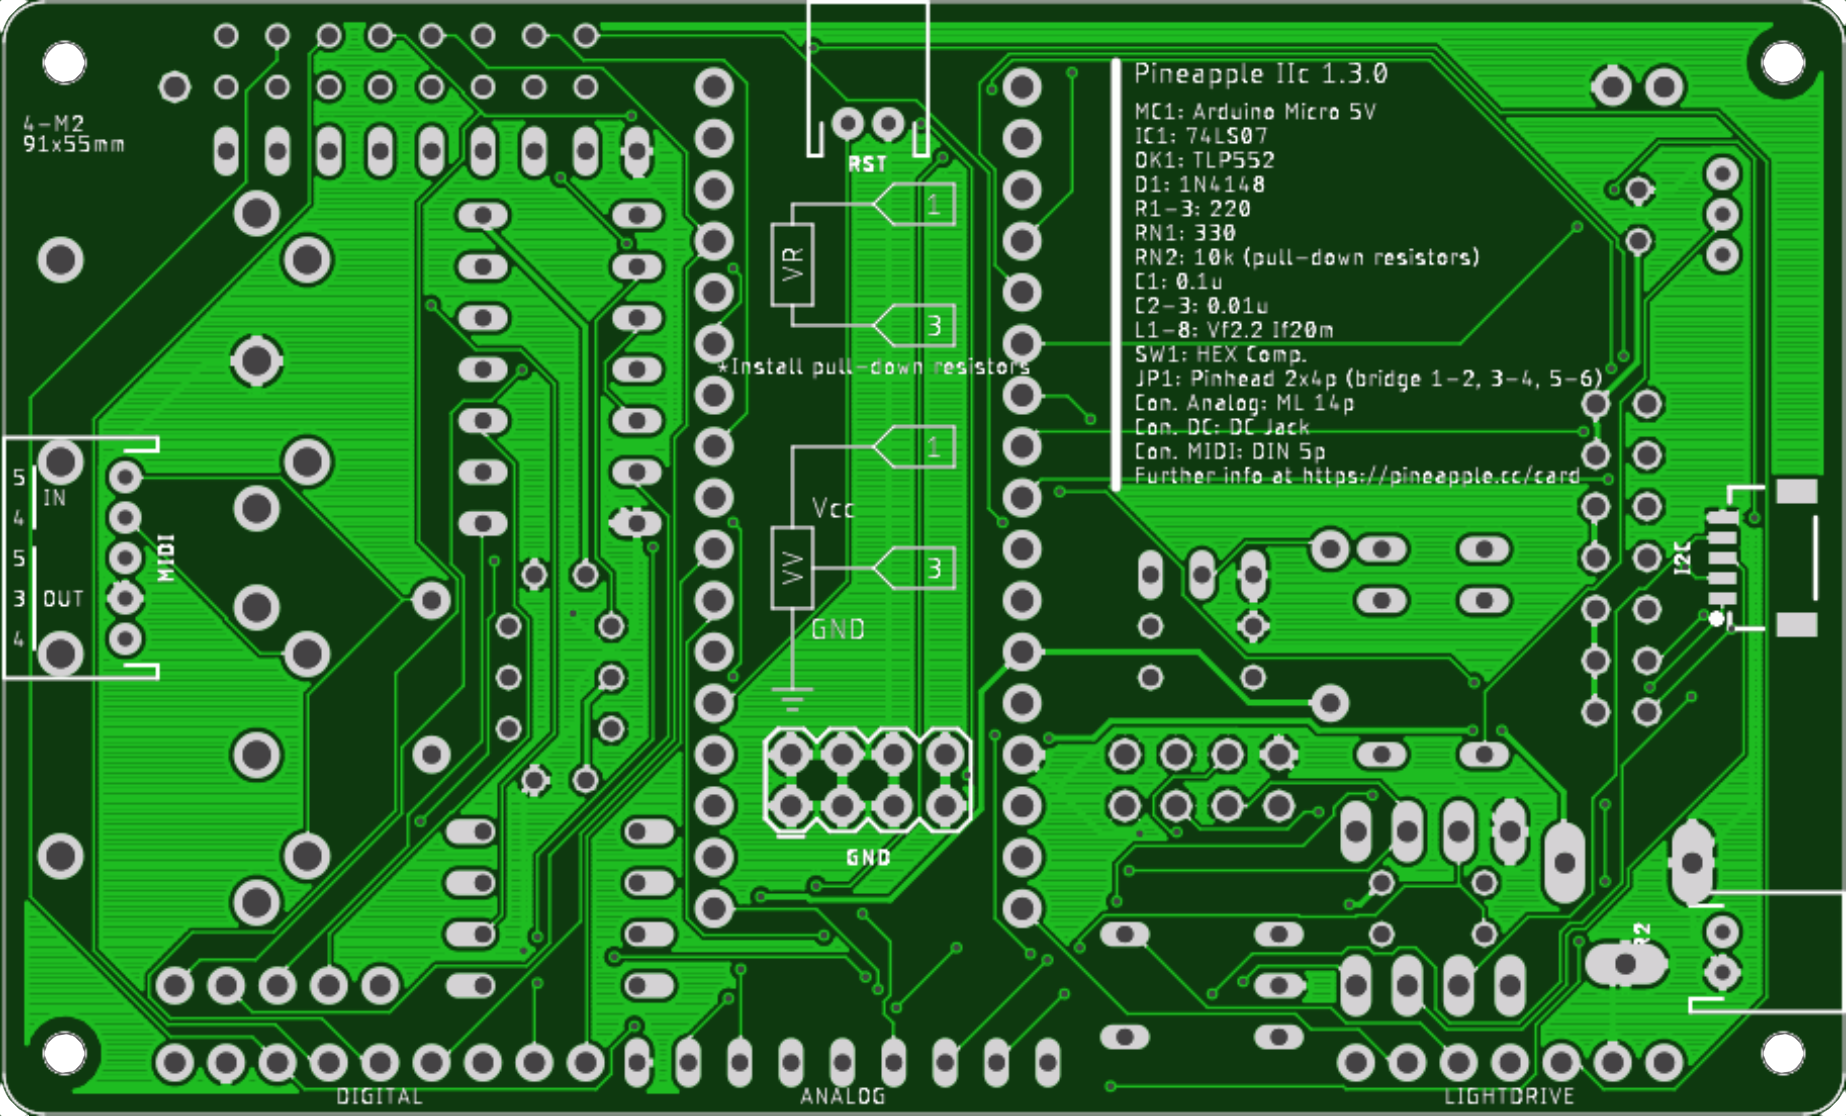 Pineapple IIc 1.3.0
MC1: Arduino Micro 5V
IC1: 74LS07
OK1: TLP552
D1: 1N4148
R1-3: 220
RN1: 330
RN2: 10k (pull-down resistors)
C1: 0.1u
C2-3: 0.01u
L1-8: Vf2.2 If20m
SW1: HEX Comp.
JP1: Pinhead 2x4p (bridge 1-2, 3-4, 5-6)
Con. Analog: ML 14p
Con. DC: DC Jack
Con. MIDI: DIN 5p
Further info at https://pineapple.cc/card
4-M2
91x55mm
RST
1
VR
3
*Install pull-down resistors
1
Vcc
VV
3
GND
GND
5
IN
4
5
3 OUT
4
MIDI
I2C
DIGITAL
ANALOG
LIGHTDRIVE